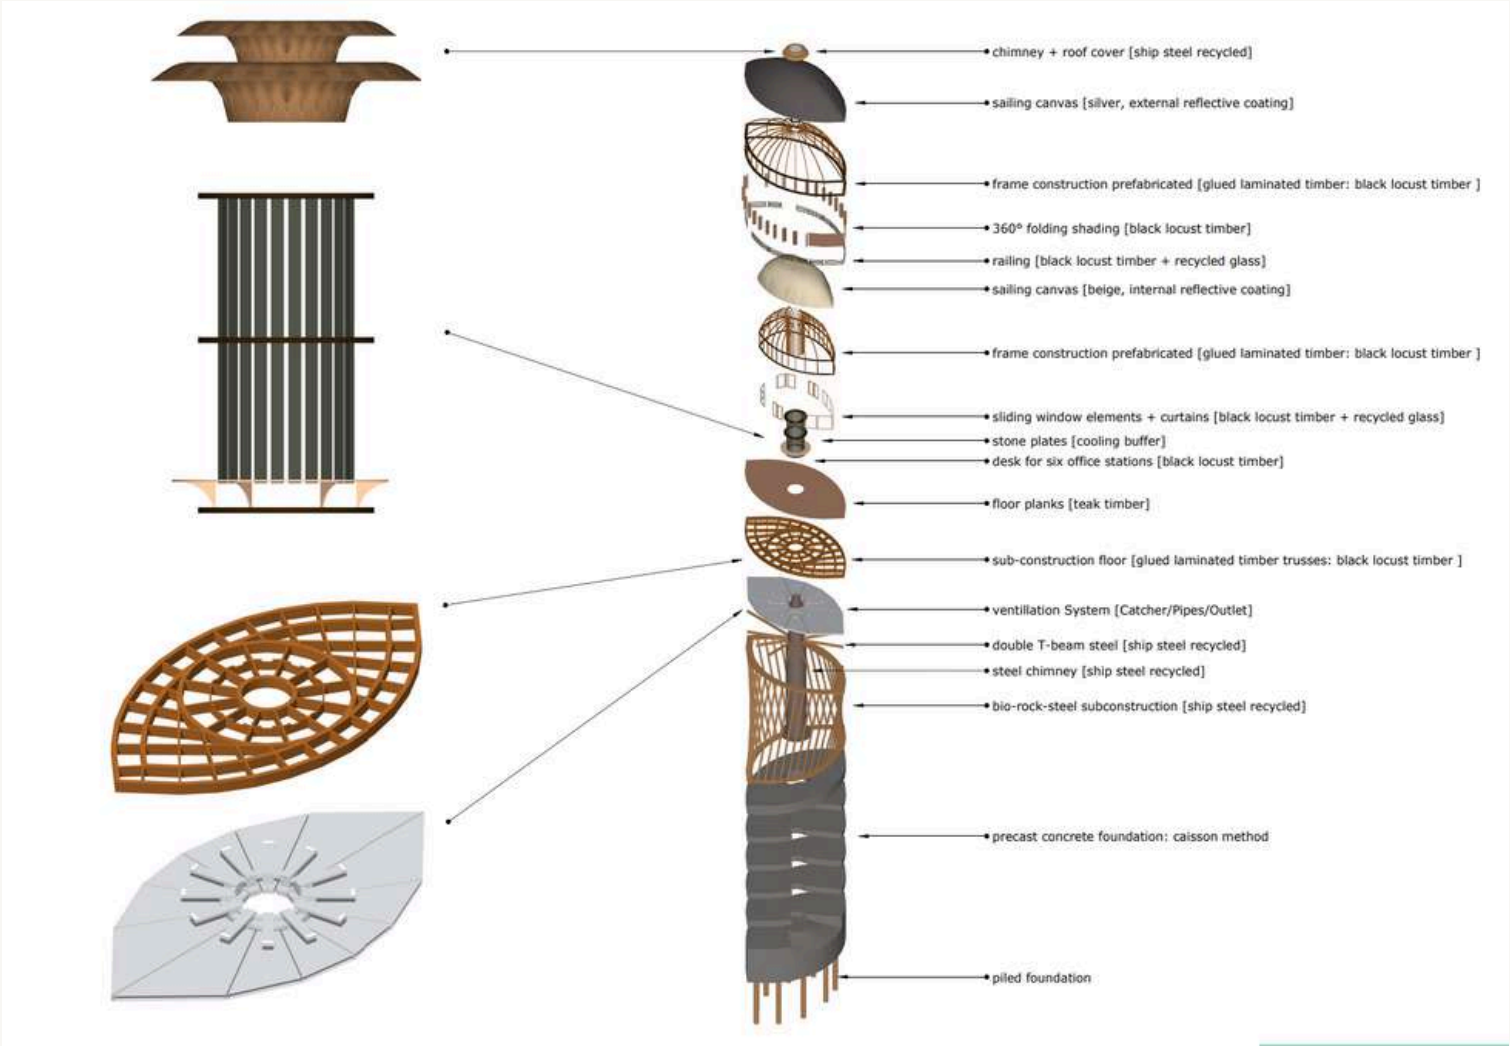 chimney + roof cover [ship steel recycled]
sailing canvas [silver, external reflective coating]
frame construction prefabricated [glued laminated timber: black locust timber ]
360° folding shading [black locust timber]
railing [black locust timber + recycled glass]
sailing canvas [beige, internal reflective coating]
frame construction prefabricated [glued laminated timber: black locust timber ]
sliding window elements + curtains [black locust timber + recycled glass]
stone plates [cooling buffer]
desk for six office stations [black locust timber]
floor planks [teak timber]
sub-construction floor [glued laminated timber trusses: black locust timber ]
ventillation System [Catcher/Pipes/Outlet]
double T-beam steel [ship steel recycled]
steel chimney [ship steel recycled]
bio-rock-steel subconstruction [ship steel recycled]
precast concrete foundation: caisson method
piled foundation